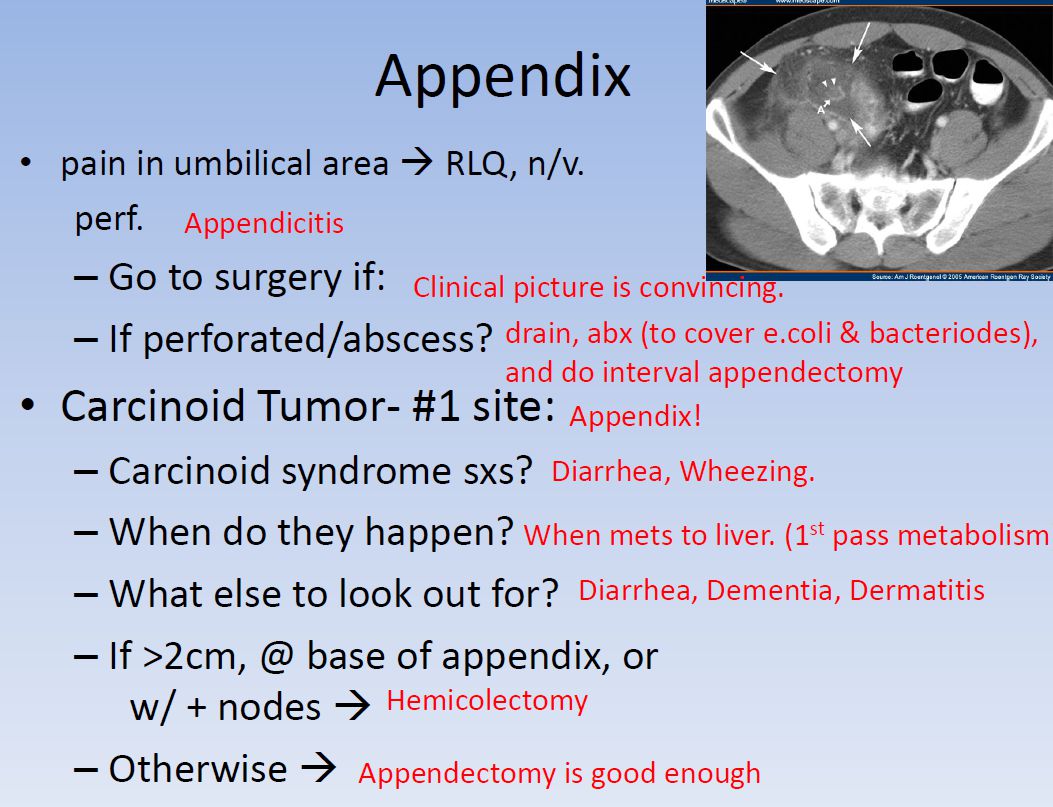 Medscape® www.medscape.com
Appendix
• pain in umbilical area → RLQ, n/v.
perf. Appendicitis
A
Source: Am J Roentgenol © 2005 American Roentgen Ray Society
– Go to surgery if: Clinical picture is convincing.
– If perforated/abscess? drain, abx (to cover e.coli & bacteriodes),
and do interval appendectomy
• Carcinoid Tumor- #1 site: Appendix!
– Carcinoid syndrome sxs? Diarrhea, Wheezing.
– When do they happen? When mets to liver. (1st pass metabolism
– What else to look out for? Diarrhea, Dementia, Dermatitis
– If >2cm, @ base of appendix, or
w/ + nodes → Hemicolectomy
– Otherwise → Appendectomy is good enough